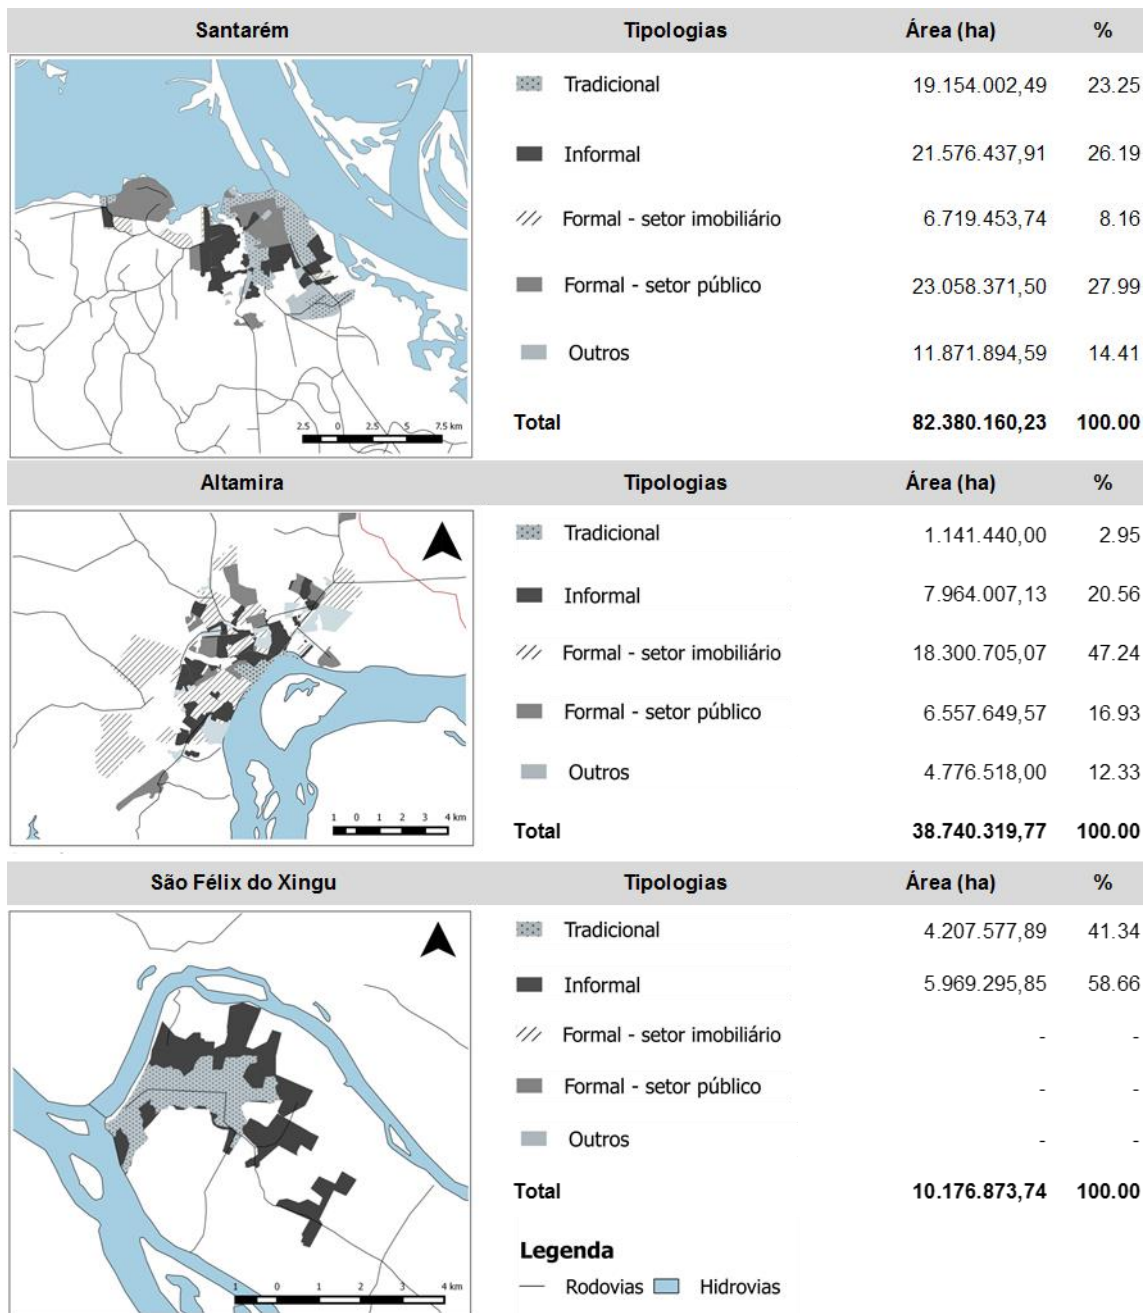 Santarém Tipologias Área (ha) %
Tradicional 19.154.002,49 23.25
Informal 21.576.437,91 26.19
Formal - setor imobiliário 6.719.453,74 8.16
Formal - setor público 23.058.371,50 27.99
Outros 11.871.894,59 14.41
Total 82.380.160,23 100.00
2.5 0 2.5 5 7.5 km
Altamira Tipologias Área (ha) %
Tradicional 1.141.440,00 2.95
Informal 7.964.007,13 20.56
Formal - setor imobiliário 18.300.705,07 47.24
Formal - setor público 6.557.649,57 16.93
Outros 4.776.518,00 12.33
Total 38.740.319,77 100.00
1 0 1 2 3 4 km
São Félix do Xingu Tipologias Área (ha) %
Tradicional 4.207.577,89 41.34
Informal 5.969.295,85 58.66
Formal - setor imobiliário - -
Formal - setor público - -
Outros - -
Total 10.176.873,74 100.00
Legenda
Rodovias Hidrovias
1 0 1 2 3 4 km